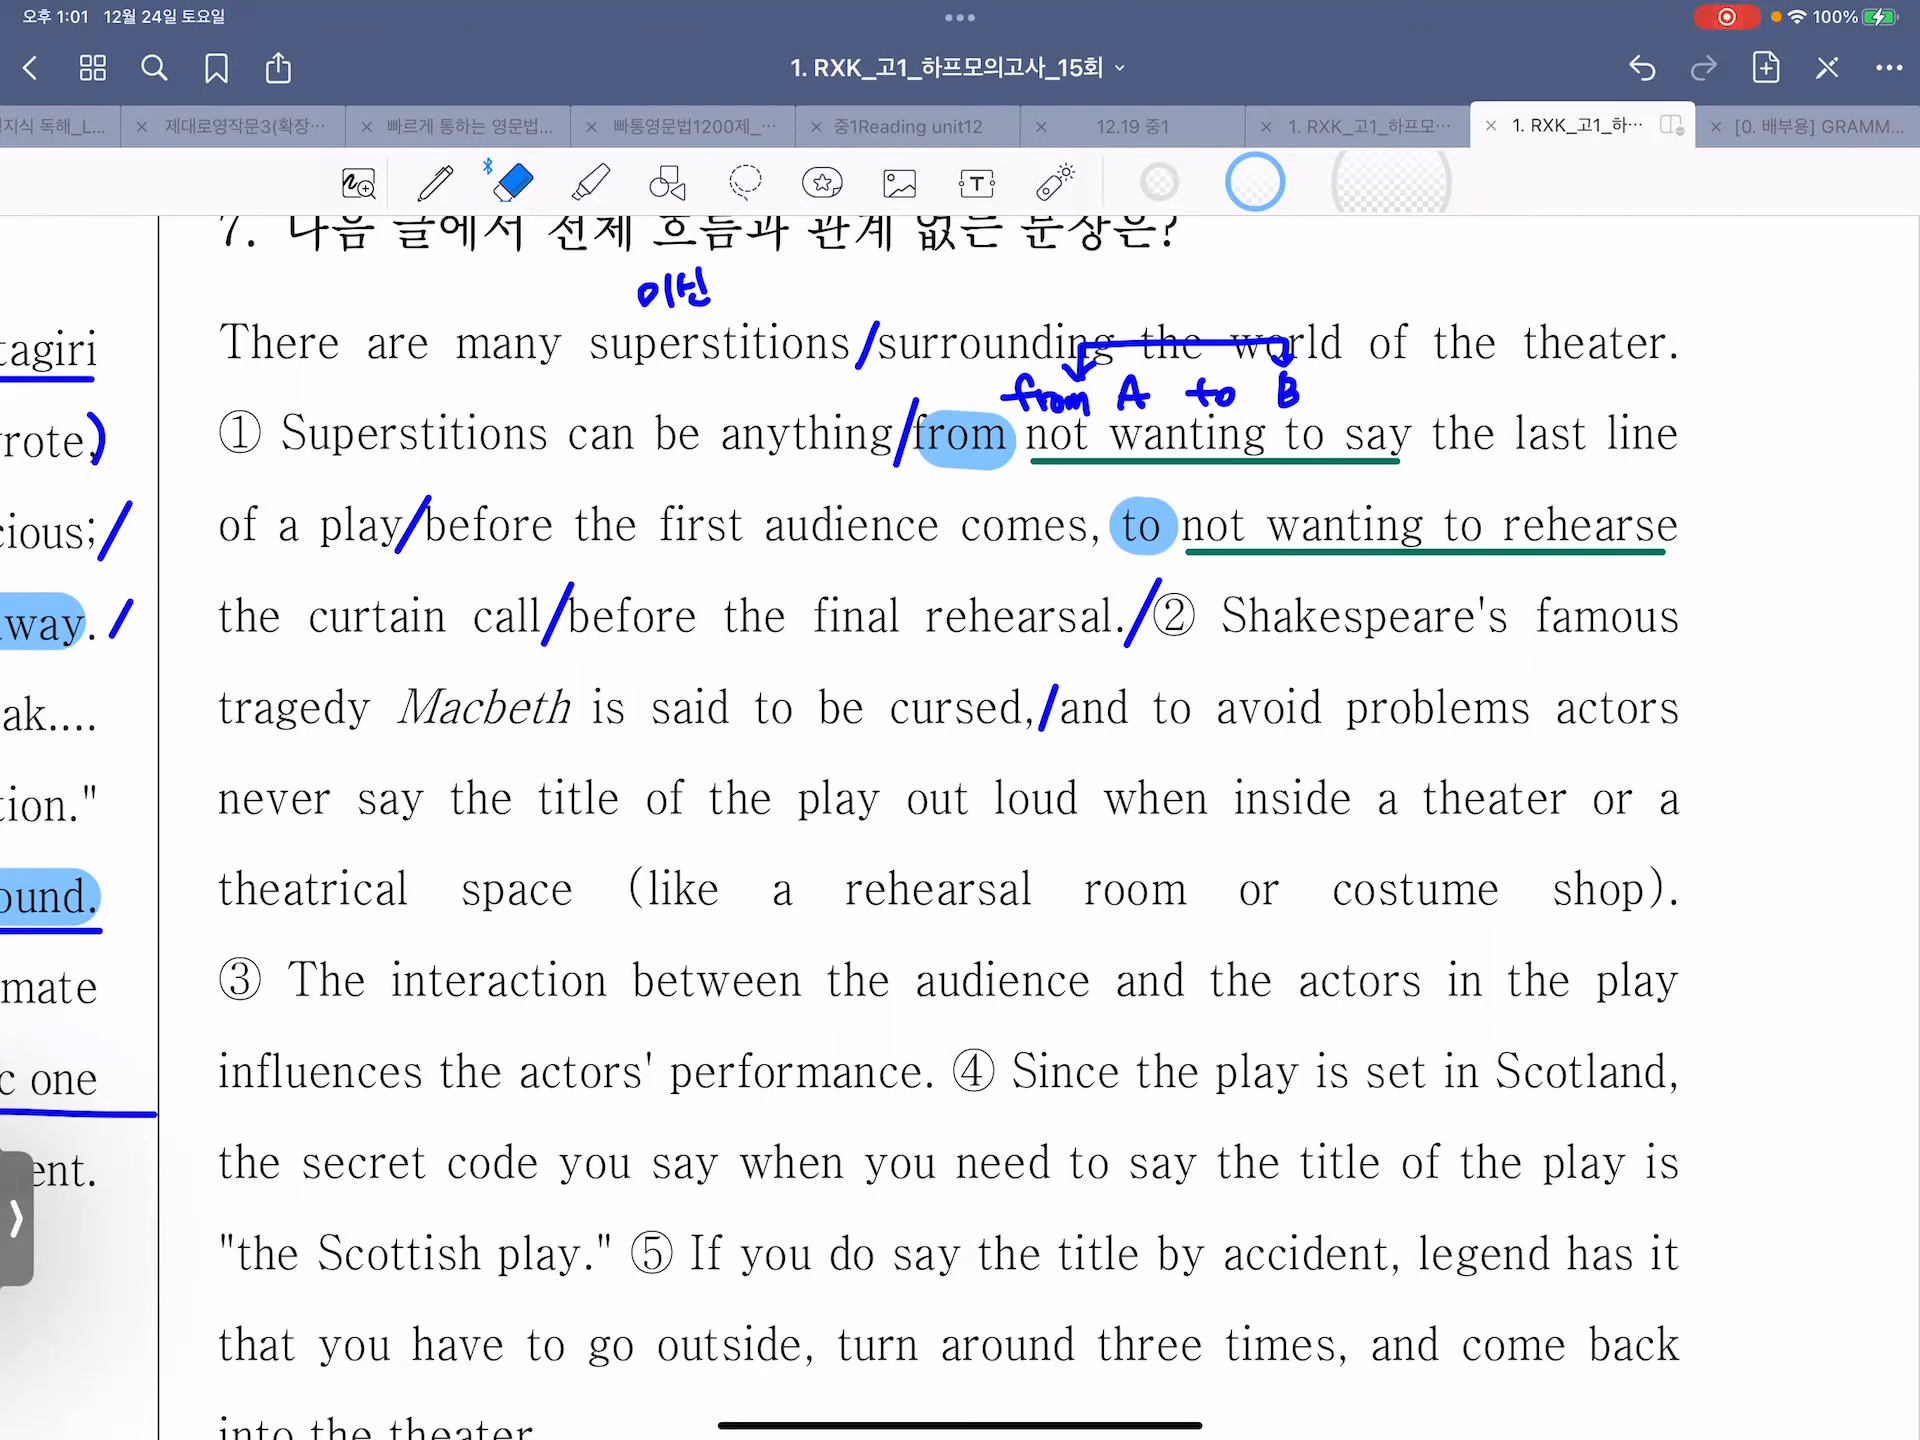 오후 1:01 12월 24일 토요일
100%
1. RXK_고1_하프모의고사_15회
지식 독해_L...
제대로영작문3(확장...
빠르게 통하는 영문법...
빠통영문법1200제_...
중1Reading unit12
12.19 중1
1. RXK_고1_하프모...
1. RXK_고1_하...
[0. 배부용] GRAMM...
7. 다음 글에서 전체 흐름과 관계 없는 문장은?
미신
There are many superstitions/surrounding the world of the theater.
from A to B
① Superstitions can be anything/from not wanting to say the last line
of a play/before the first audience comes, to not wanting to rehearse
the curtain call/before the final rehearsal./② Shakespeare's famous
tragedy Macbeth is said to be cursed,/and to avoid problems actors
never say the title of the play out loud when inside a theater or a
theatrical space (like a rehearsal room or costume shop).
③ The interaction between the audience and the actors in the play
influences the actors' performance. ④ Since the play is set in Scotland,
the secret code you say when you need to say the title of the play is
"the Scottish play." ⑤ If you do say the title by accident, legend has it
that you have to go outside, turn around three times, and come back
into the theater.
tagiri
rote,)
cious;/
way. /
ak....
tion."
ound.
mate
c one
ent.